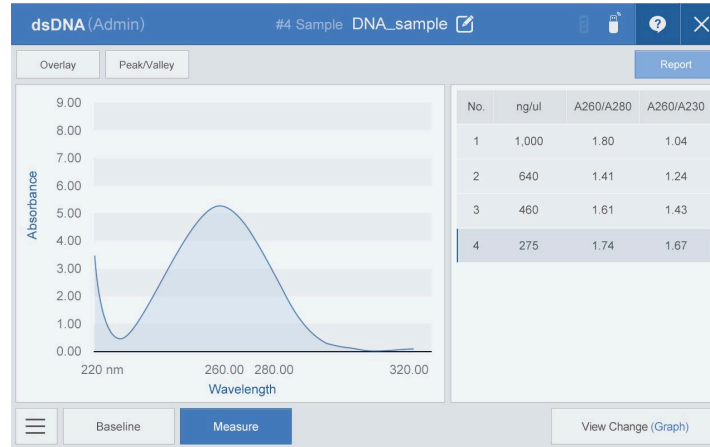 dsDNA (Admin) #4 Sample DNA_sample
Overlay Peak/Valley Report
9.00
8.00
7.00
6.00
5.00
4.00
3.00
2.00
1.00
0.00
Absorbance
220 nm 260.00 280.00 320.00
Wavelength
No. ng/ul A260/A280 A260/A230
1 1,000 1.80 1.04
2 640 1.41 1.24
3 460 1.61 1.43
4 275 1.74 1.67
Baseline Measure View Change (Graph)